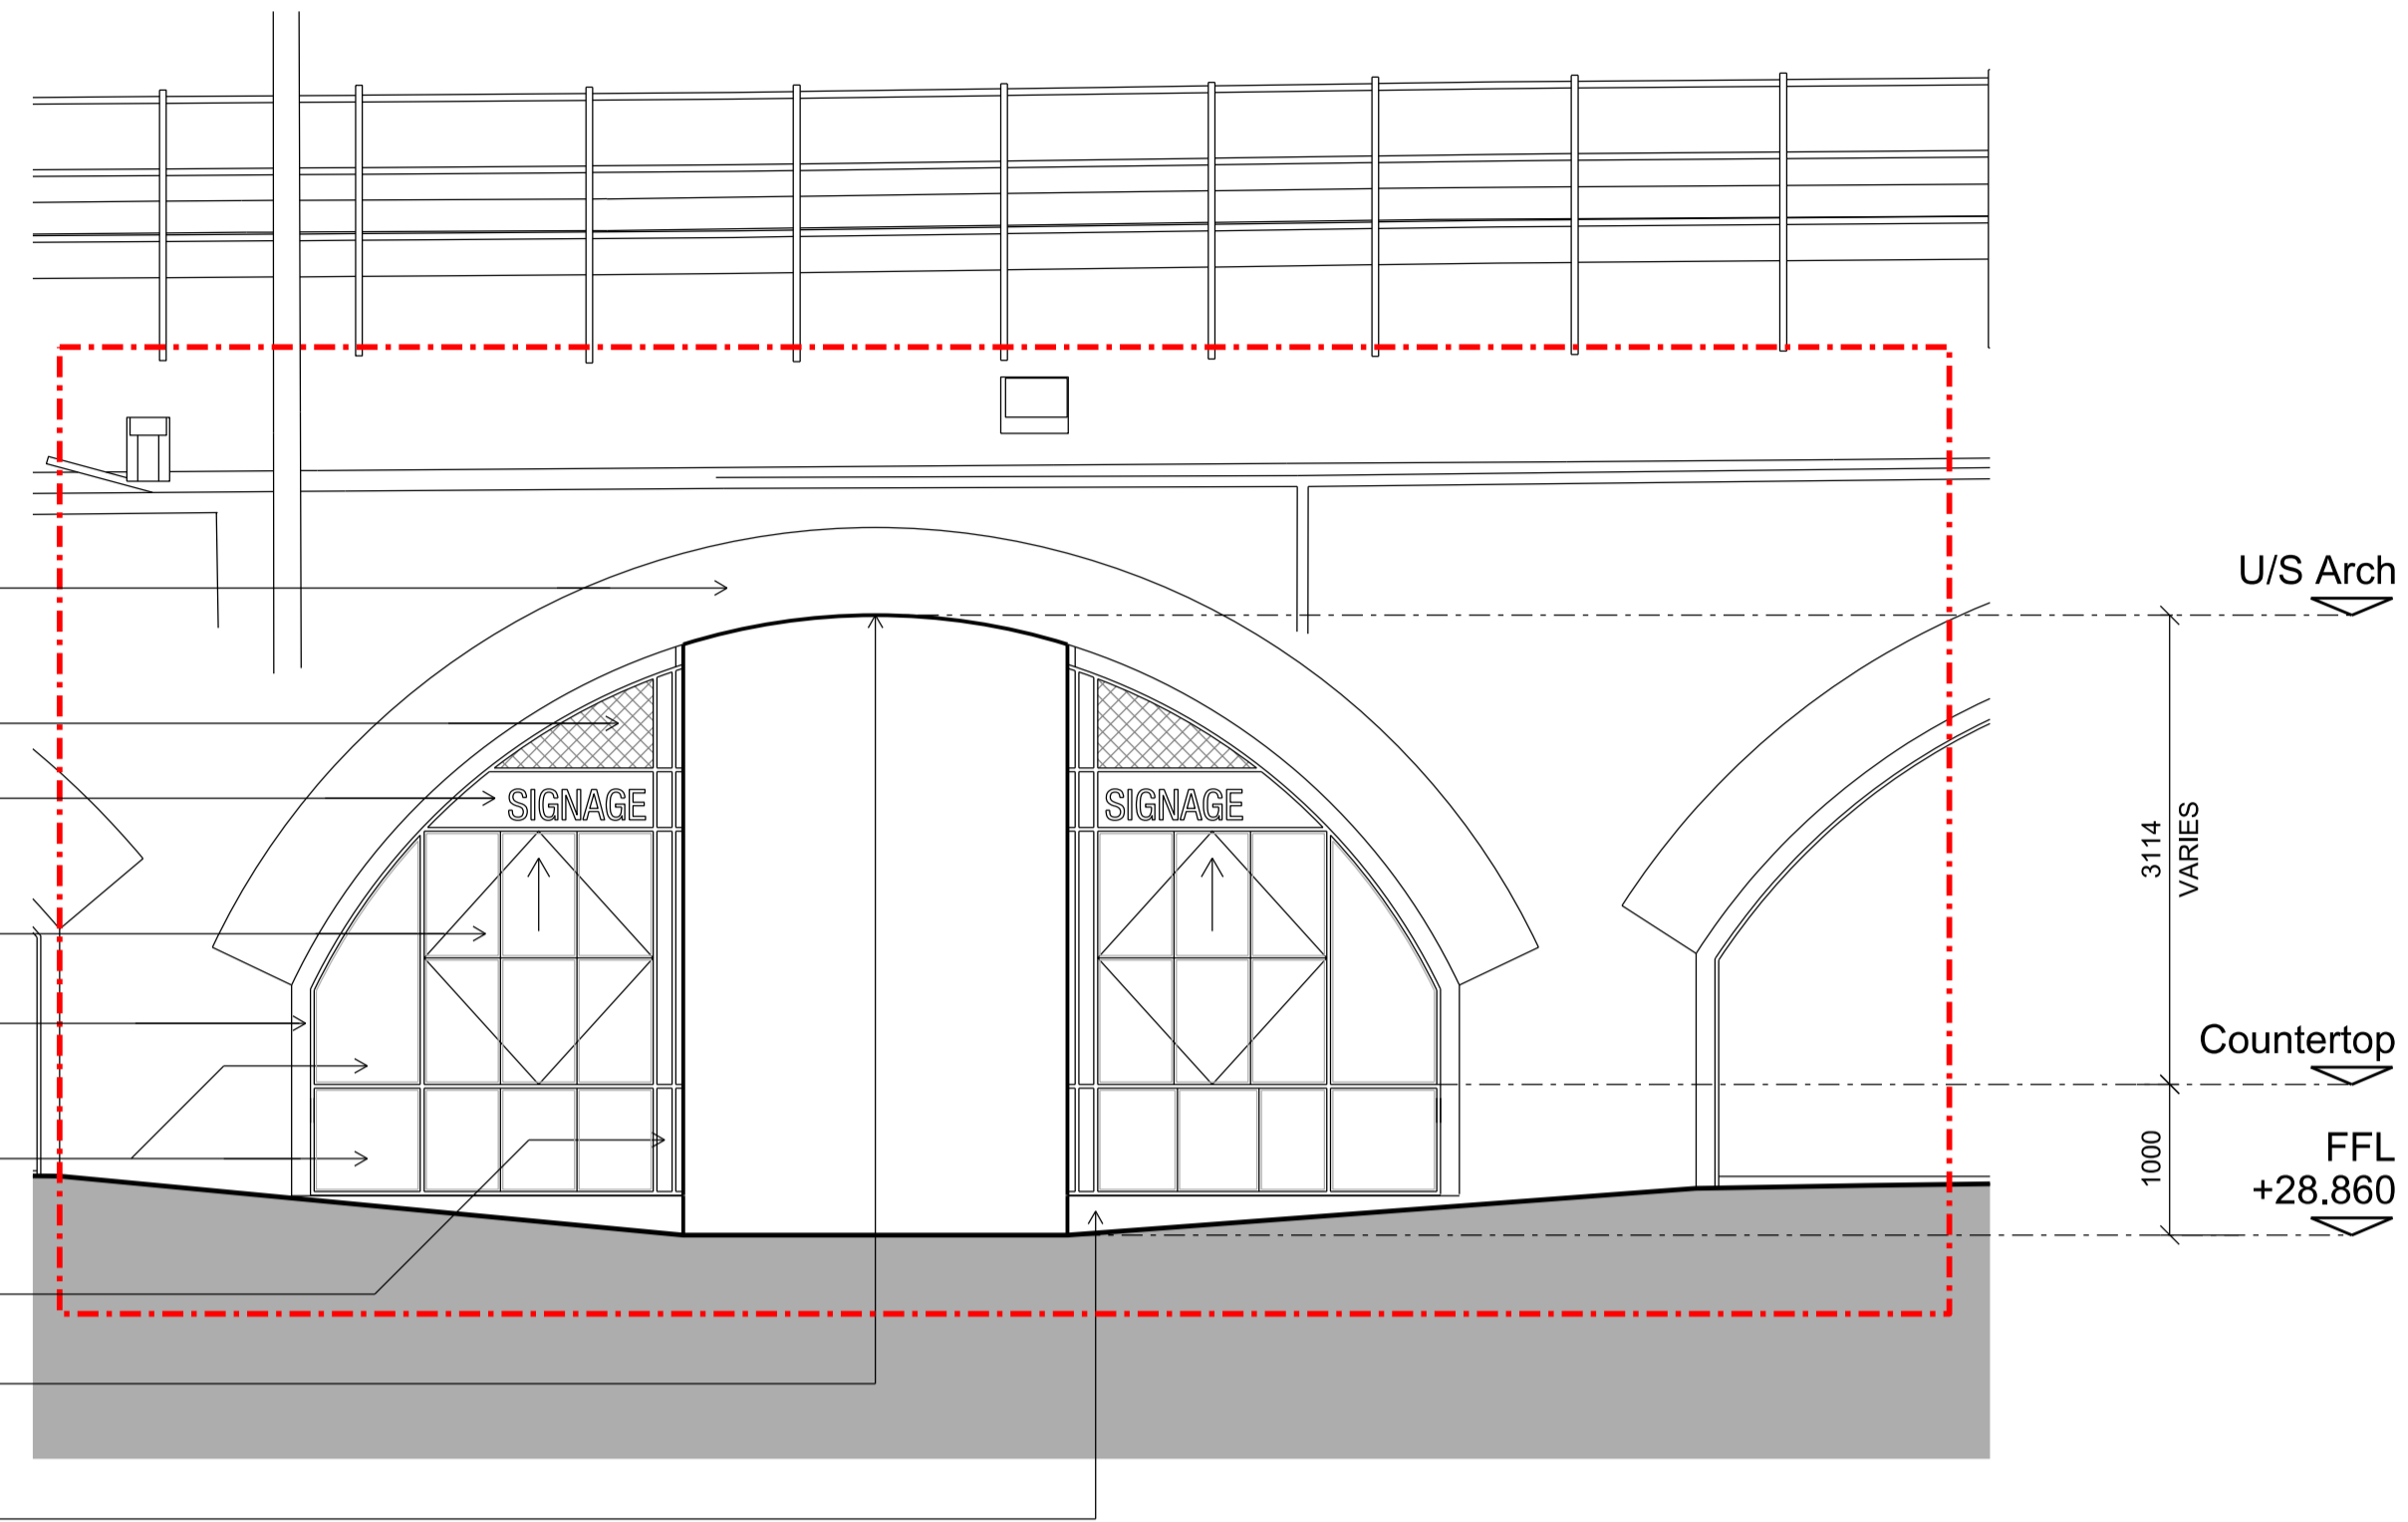 U/S Arch
SIGNAGE
SIGNAGE
3114
VARIES
Countertop
1000
FFL
+28.860